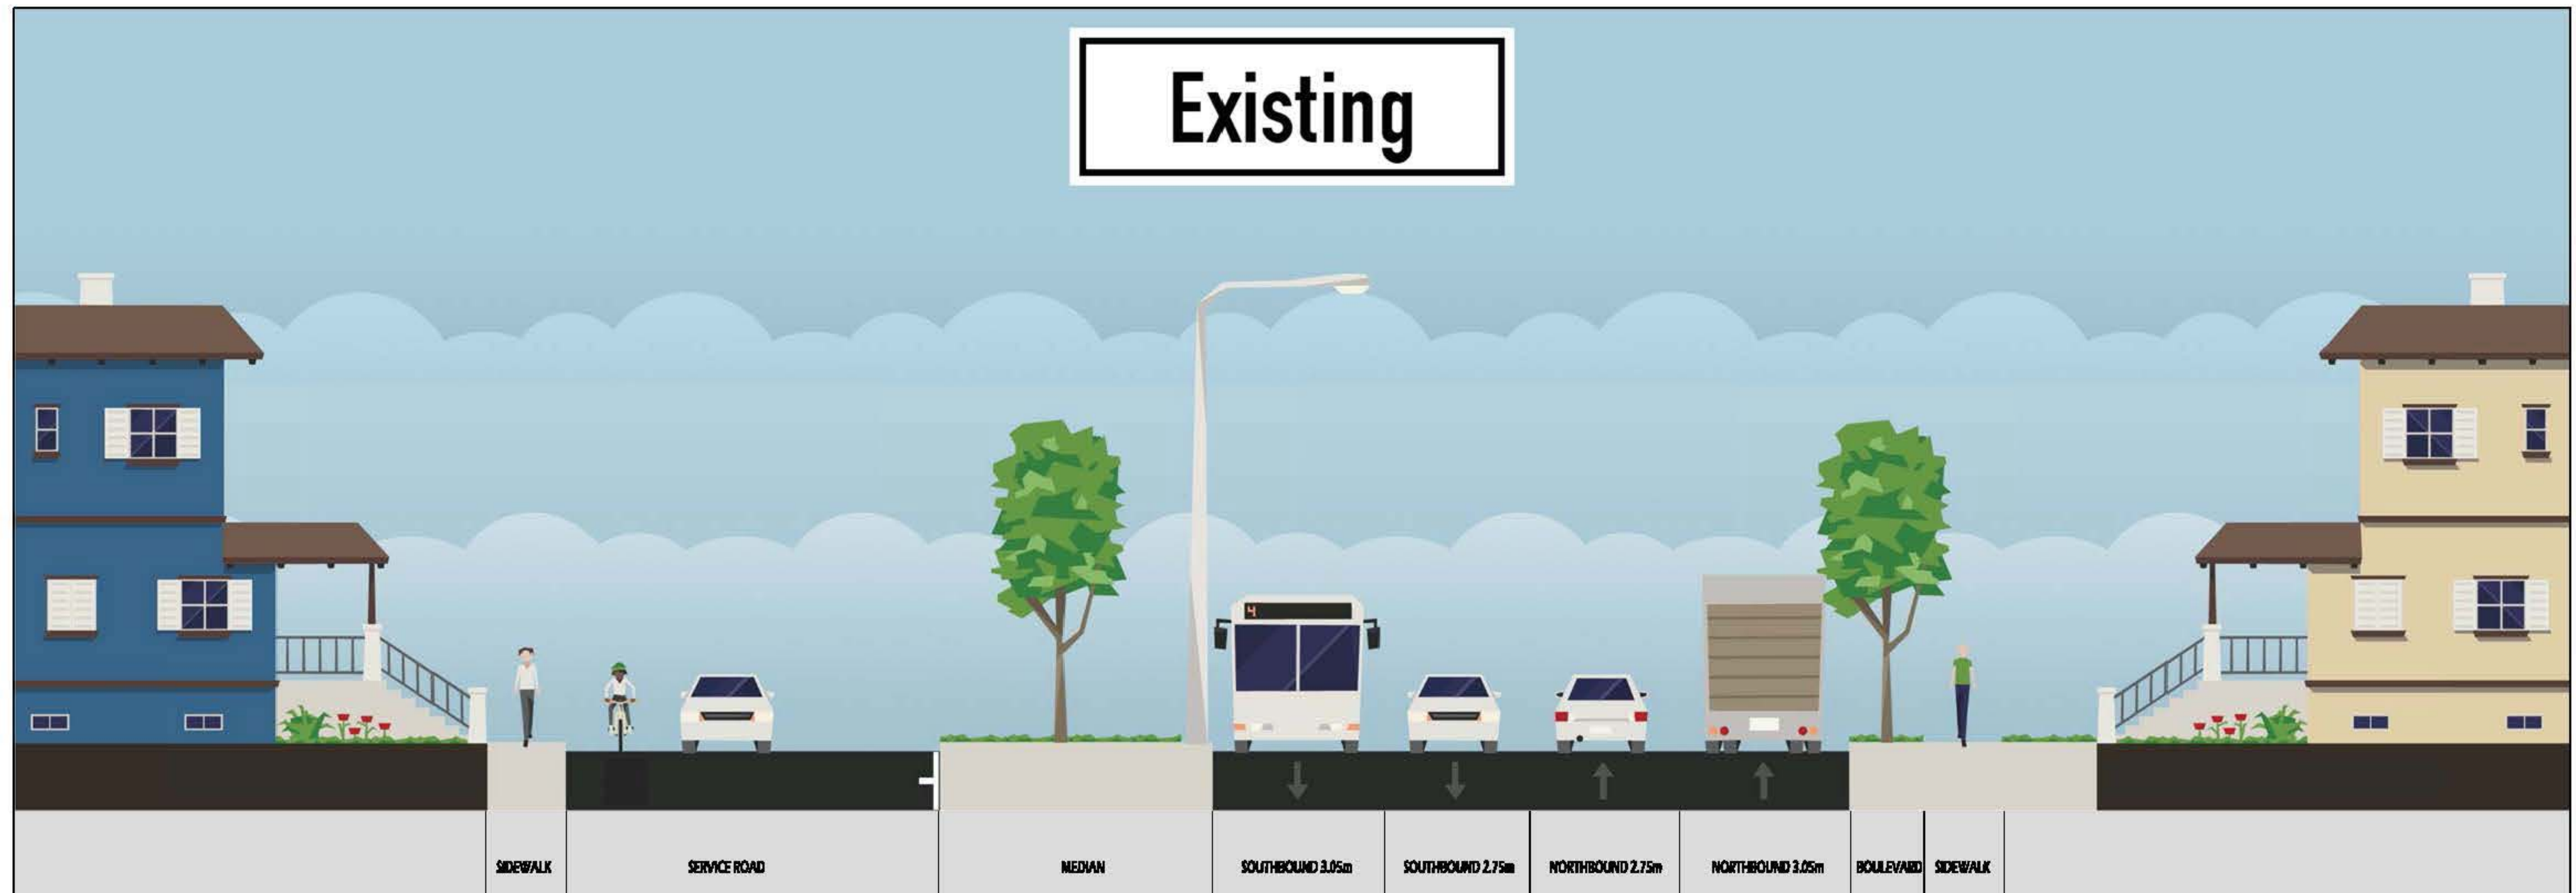 Existing
4
SIDEWALK
SERVICE ROAD
MEDIAN
SOUTHBOUND 3.05m
SOUTHBOUND 2.75m
NORTHBOUND 2.75m
NORTHBOUND 3.05m
BOULEVARD
SIDEWALK